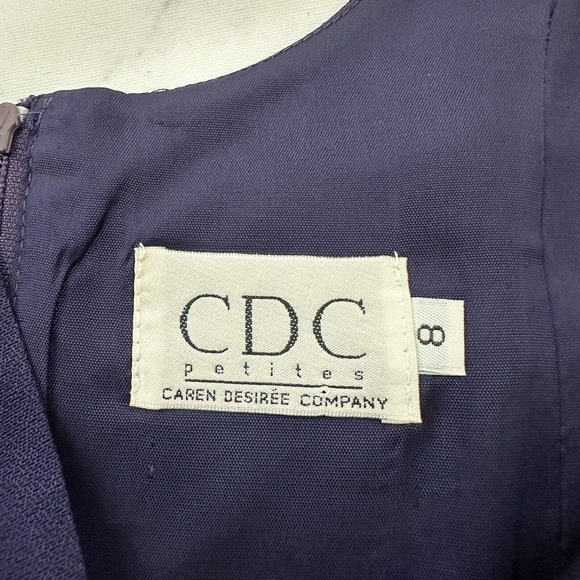 CDC
petites
CAREN DESIRÉE COMPANY
8